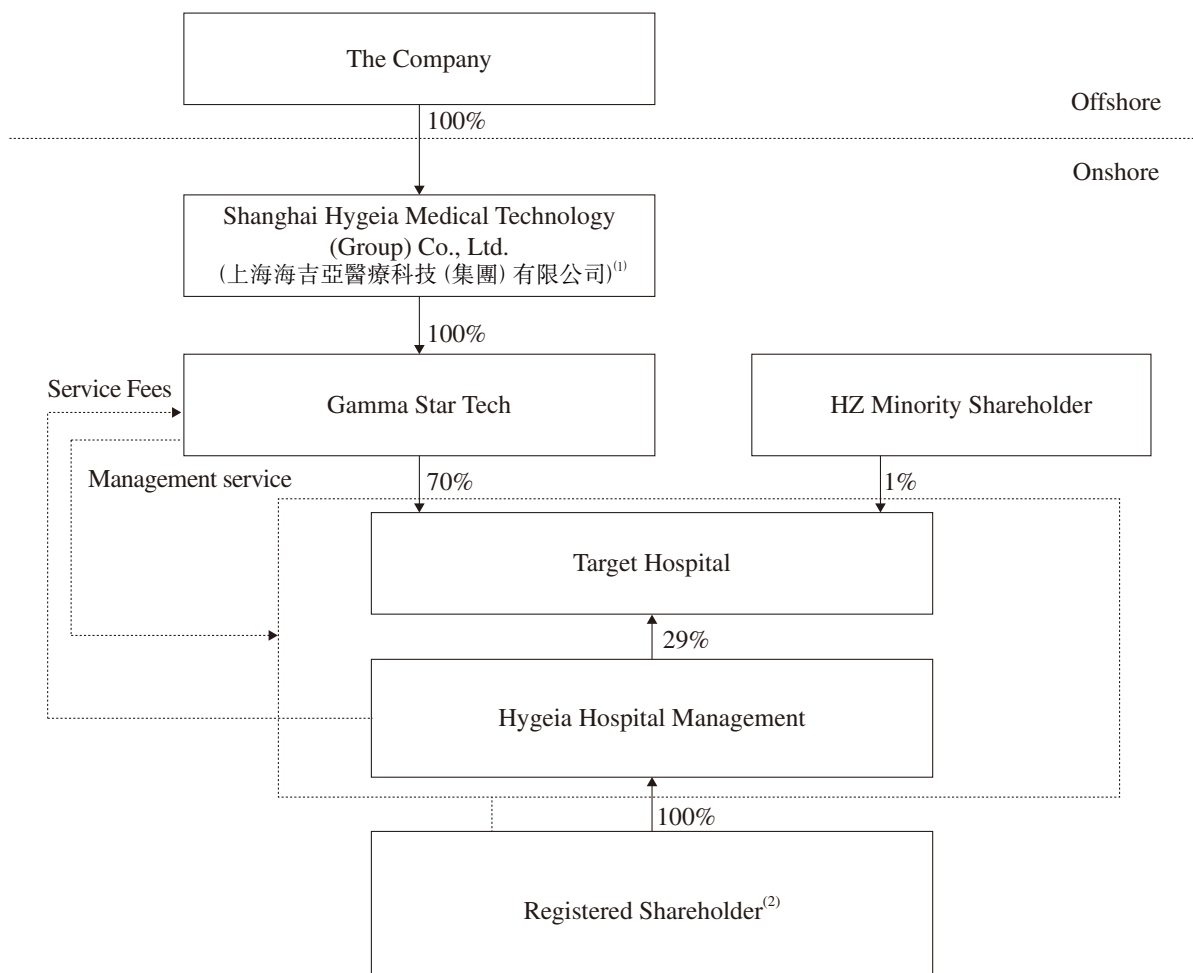 The Company
100%
Offshore
Onshore
Shanghai Hygeia Medical Technology
(Group) Co., Ltd.
(上海海吉亞醫療科技(集團)有限公司)(1)
100%
Service Fees
Gamma Star Tech
HZ Minority Shareholder
Management service
70%
1%
Target Hospital
29%
Hygeia Hospital Management
100%
Registered Shareholder(2)